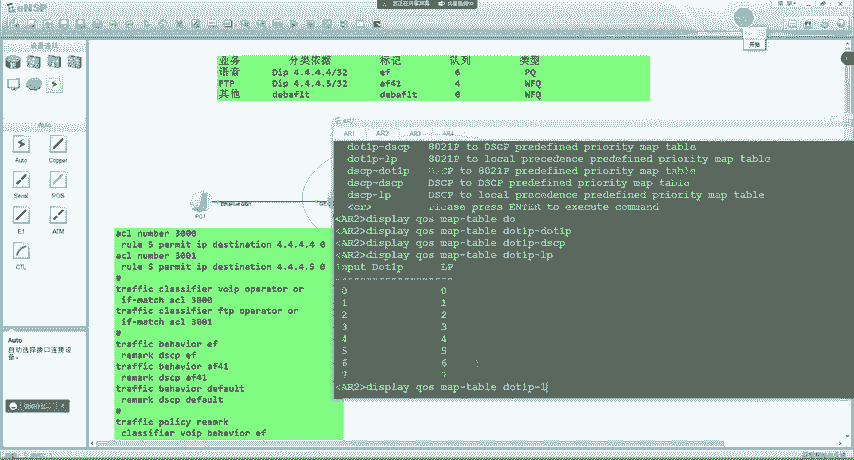 eNSP
业务 分类依据 标记 队列 类型
语音 Dip 4.4.4.4/32 ef 6 PQ
FTP Dip 4.4.4.5/32 af41 4 WFQ
其他 debaflt debaflt 0 WFQ
开始
Auto
Auto Copper
Serial POS
E1 ATM
CTL
Auto
自动选择接口连接设备。
PC1
acl number 3000
rule 5 permit ip destination 4.4.4.4 0
acl number 3001
rule 5 permit ip destination 4.4.4.5 0
#
traffic classifier voip operator or
if-match acl 3000
traffic classifier ftp operator or
if-match acl 3001
#
traffic behavior ef
remark dscp ef
traffic behavior af41
remark dscp af41
traffic behavior default
remark dscp default
#
traffic policy remark
classifier voip behavior ef
AR1 AR2 AR3 AR4
dot1p-dscp 8021P to DSCP predefined priority map table
dot1p-lp 8021P to local precedence predefined priority map table
dscp-dot1p DSCP to 8021P predefined priority map table
dscp-dscp DSCP to DSCP predefined priority map table
dscp-lp DSCP to local precedence predefined priority map table
<cr> Please press ENTER to execute command
<AR2>display qos map-table do
<AR2>display qos map-table dot1p-dot1p
<AR2>display qos map-table dot1p-dscp
<AR2>display qos map-table dot1p-lp
Input Dot1p LP
0 0
1 1
2 2
3 3
4 4
5 5
6 6
7 7
<AR2>display qos map-table dot1p-l